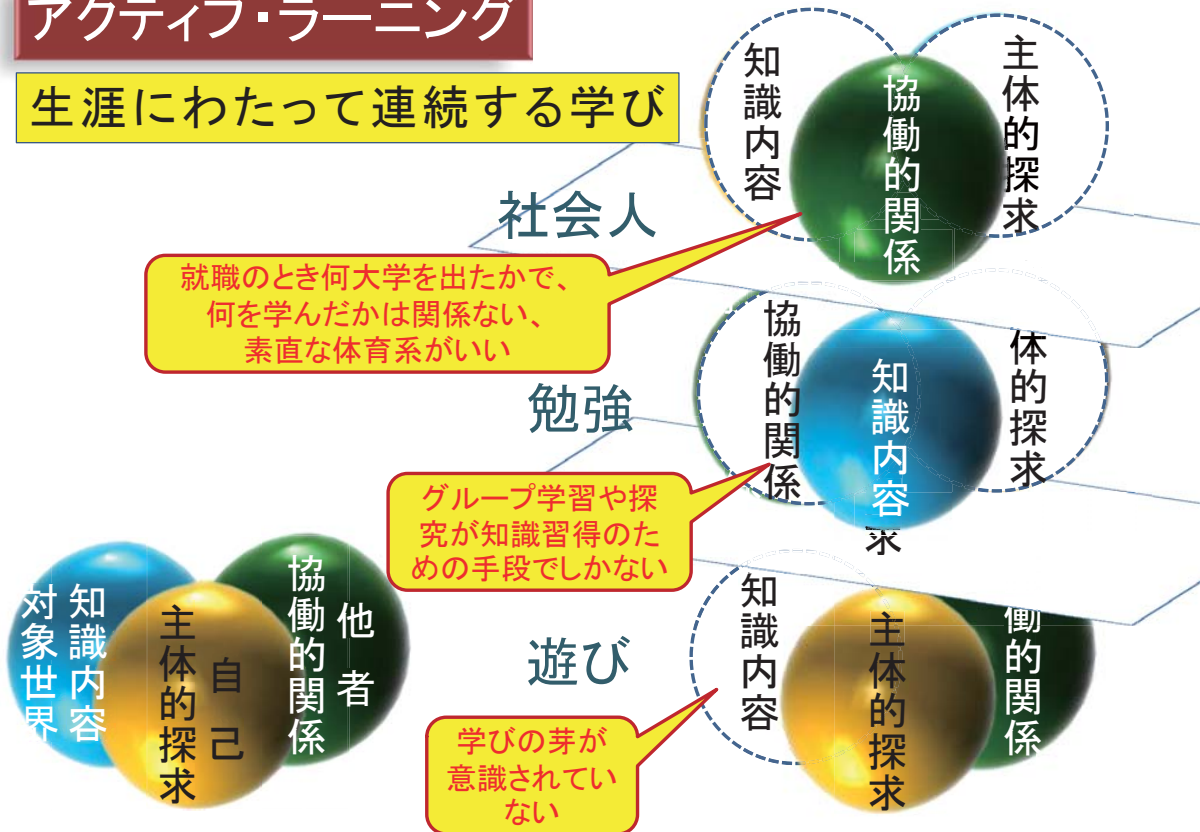 アクティブ・ラーニング
生涯にわたって連続する学び
知識内容
協働的関係
主体的探求
社会人
就職のとき何大学を出たかで、
何を学んだかは関係ない、
素直な体育系がいい
協働的関係
知識内容
体的探求
求
勉強
グループ学習や探
究が知識習得のた
めの手段でしかない
知識内容
主体的探求
働的関係
遊び
学びの芽が
意識されてい
ない
対象世界
知識内容
主体的探求
自己
協働的関係
他者